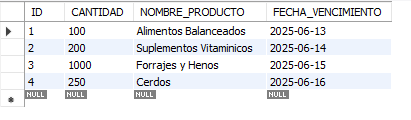 ID CANTIDAD NOMBRE_PRODUCTO FECHA_VENCIMIENTO
1 100 Alimentos Balanceados 2025-06-13
2 200 Suplementos Vitaminicos 2025-06-14
3 1000 Forrajes y Henos 2025-06-15
4 250 Cerdos 2025-06-16
NULL NULL NULL NULL